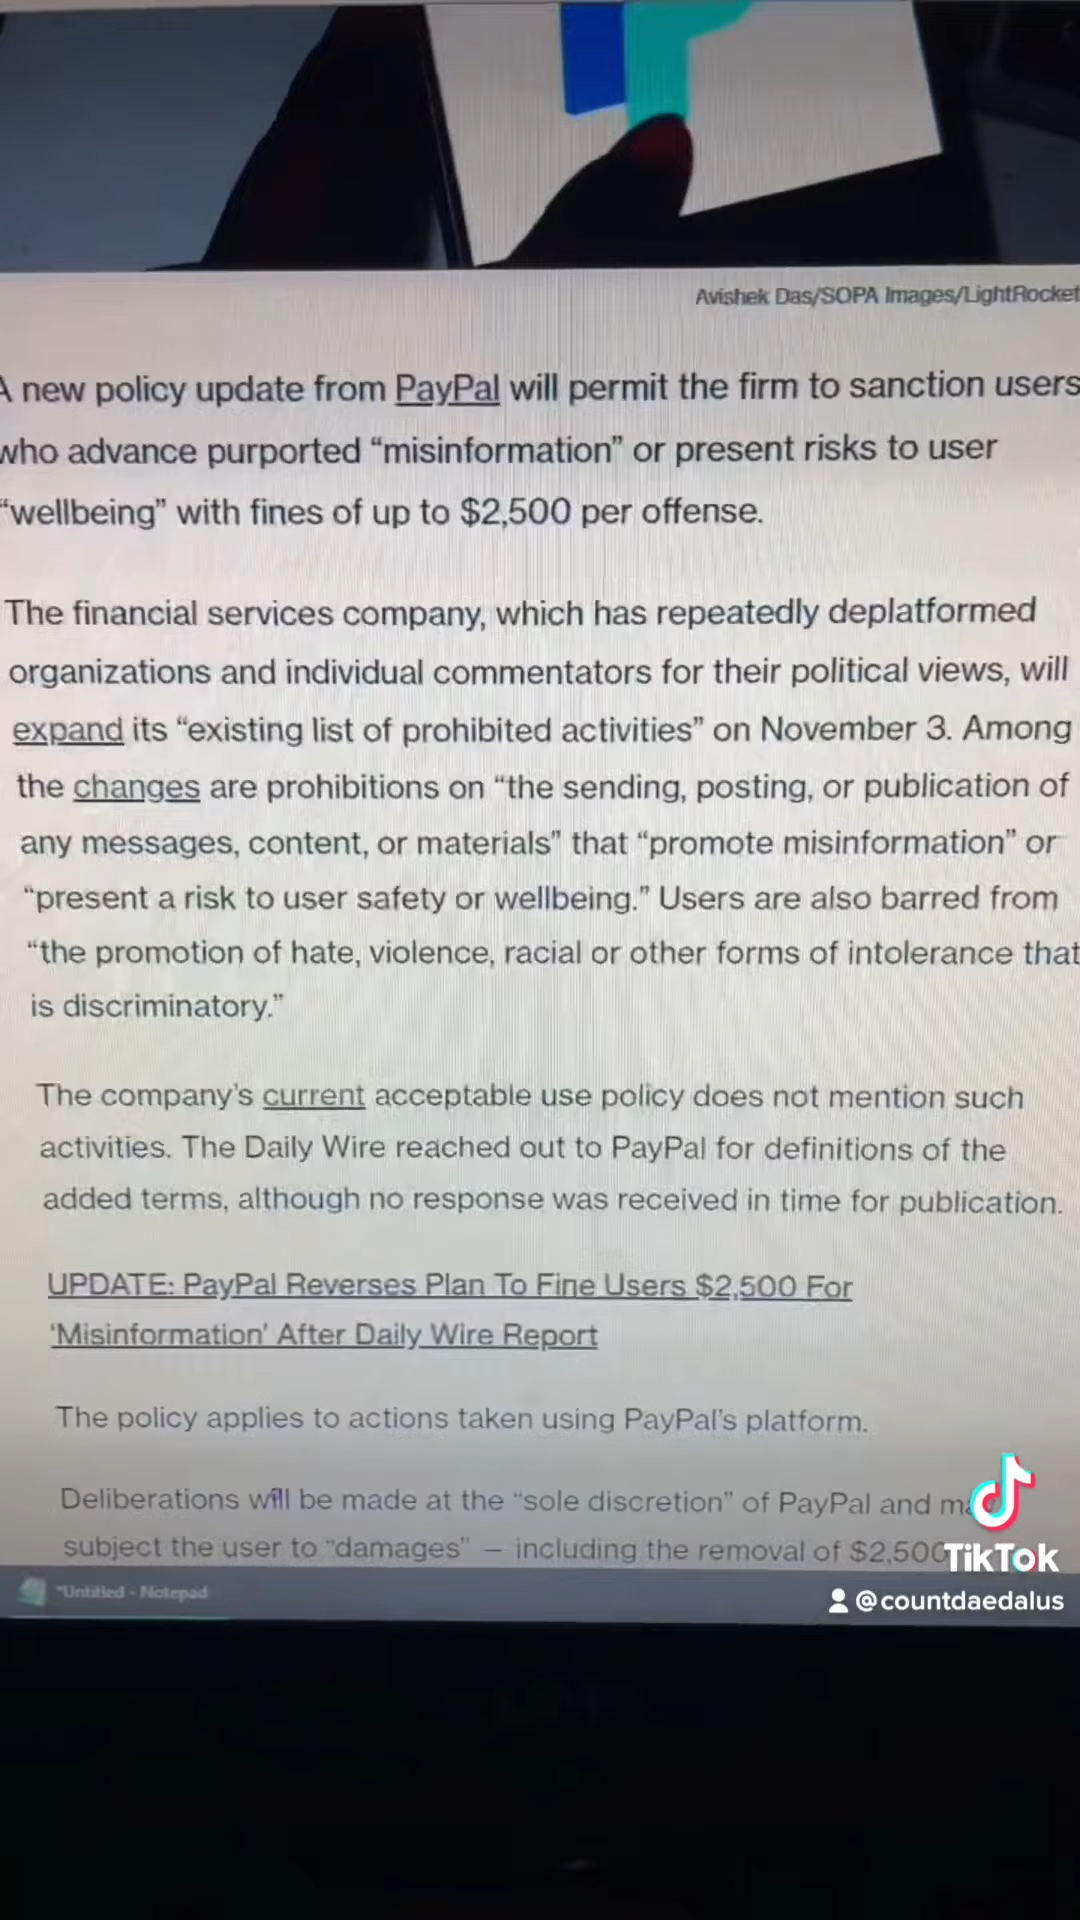 Avishek Das/SOPA Images/LightRocket
A new policy update from PayPal will permit the firm to sanction users
who advance purported “misinformation” or present risks to user
“wellbeing” with fines of up to $2,500 per offense.
The financial services company, which has repeatedly deplatformed
organizations and individual commentators for their political views, will
expand its “existing list of prohibited activities” on November 3. Among
the changes are prohibitions on “the sending, posting, or publication of
any messages, content, or materials” that “promote misinformation” or
“present a risk to user safety or wellbeing.” Users are also barred from
“the promotion of hate, violence, racial or other forms of intolerance that
is discriminatory.”
The company’s current acceptable use policy does not mention such
activities. The Daily Wire reached out to PayPal for definitions of the
added terms, although no response was received in time for publication.
UPDATE: PayPal Reverses Plan To Fine Users $2,500 For
‘Misinformation’ After Daily Wire Report
The policy applies to actions taken using PayPal’s platform.
Deliberations will be made at the “sole discretion” of PayPal and
subject the user to “damages” — including the removal of $2,500
*Untitled - Notepad
TikTok
@countdaedalus